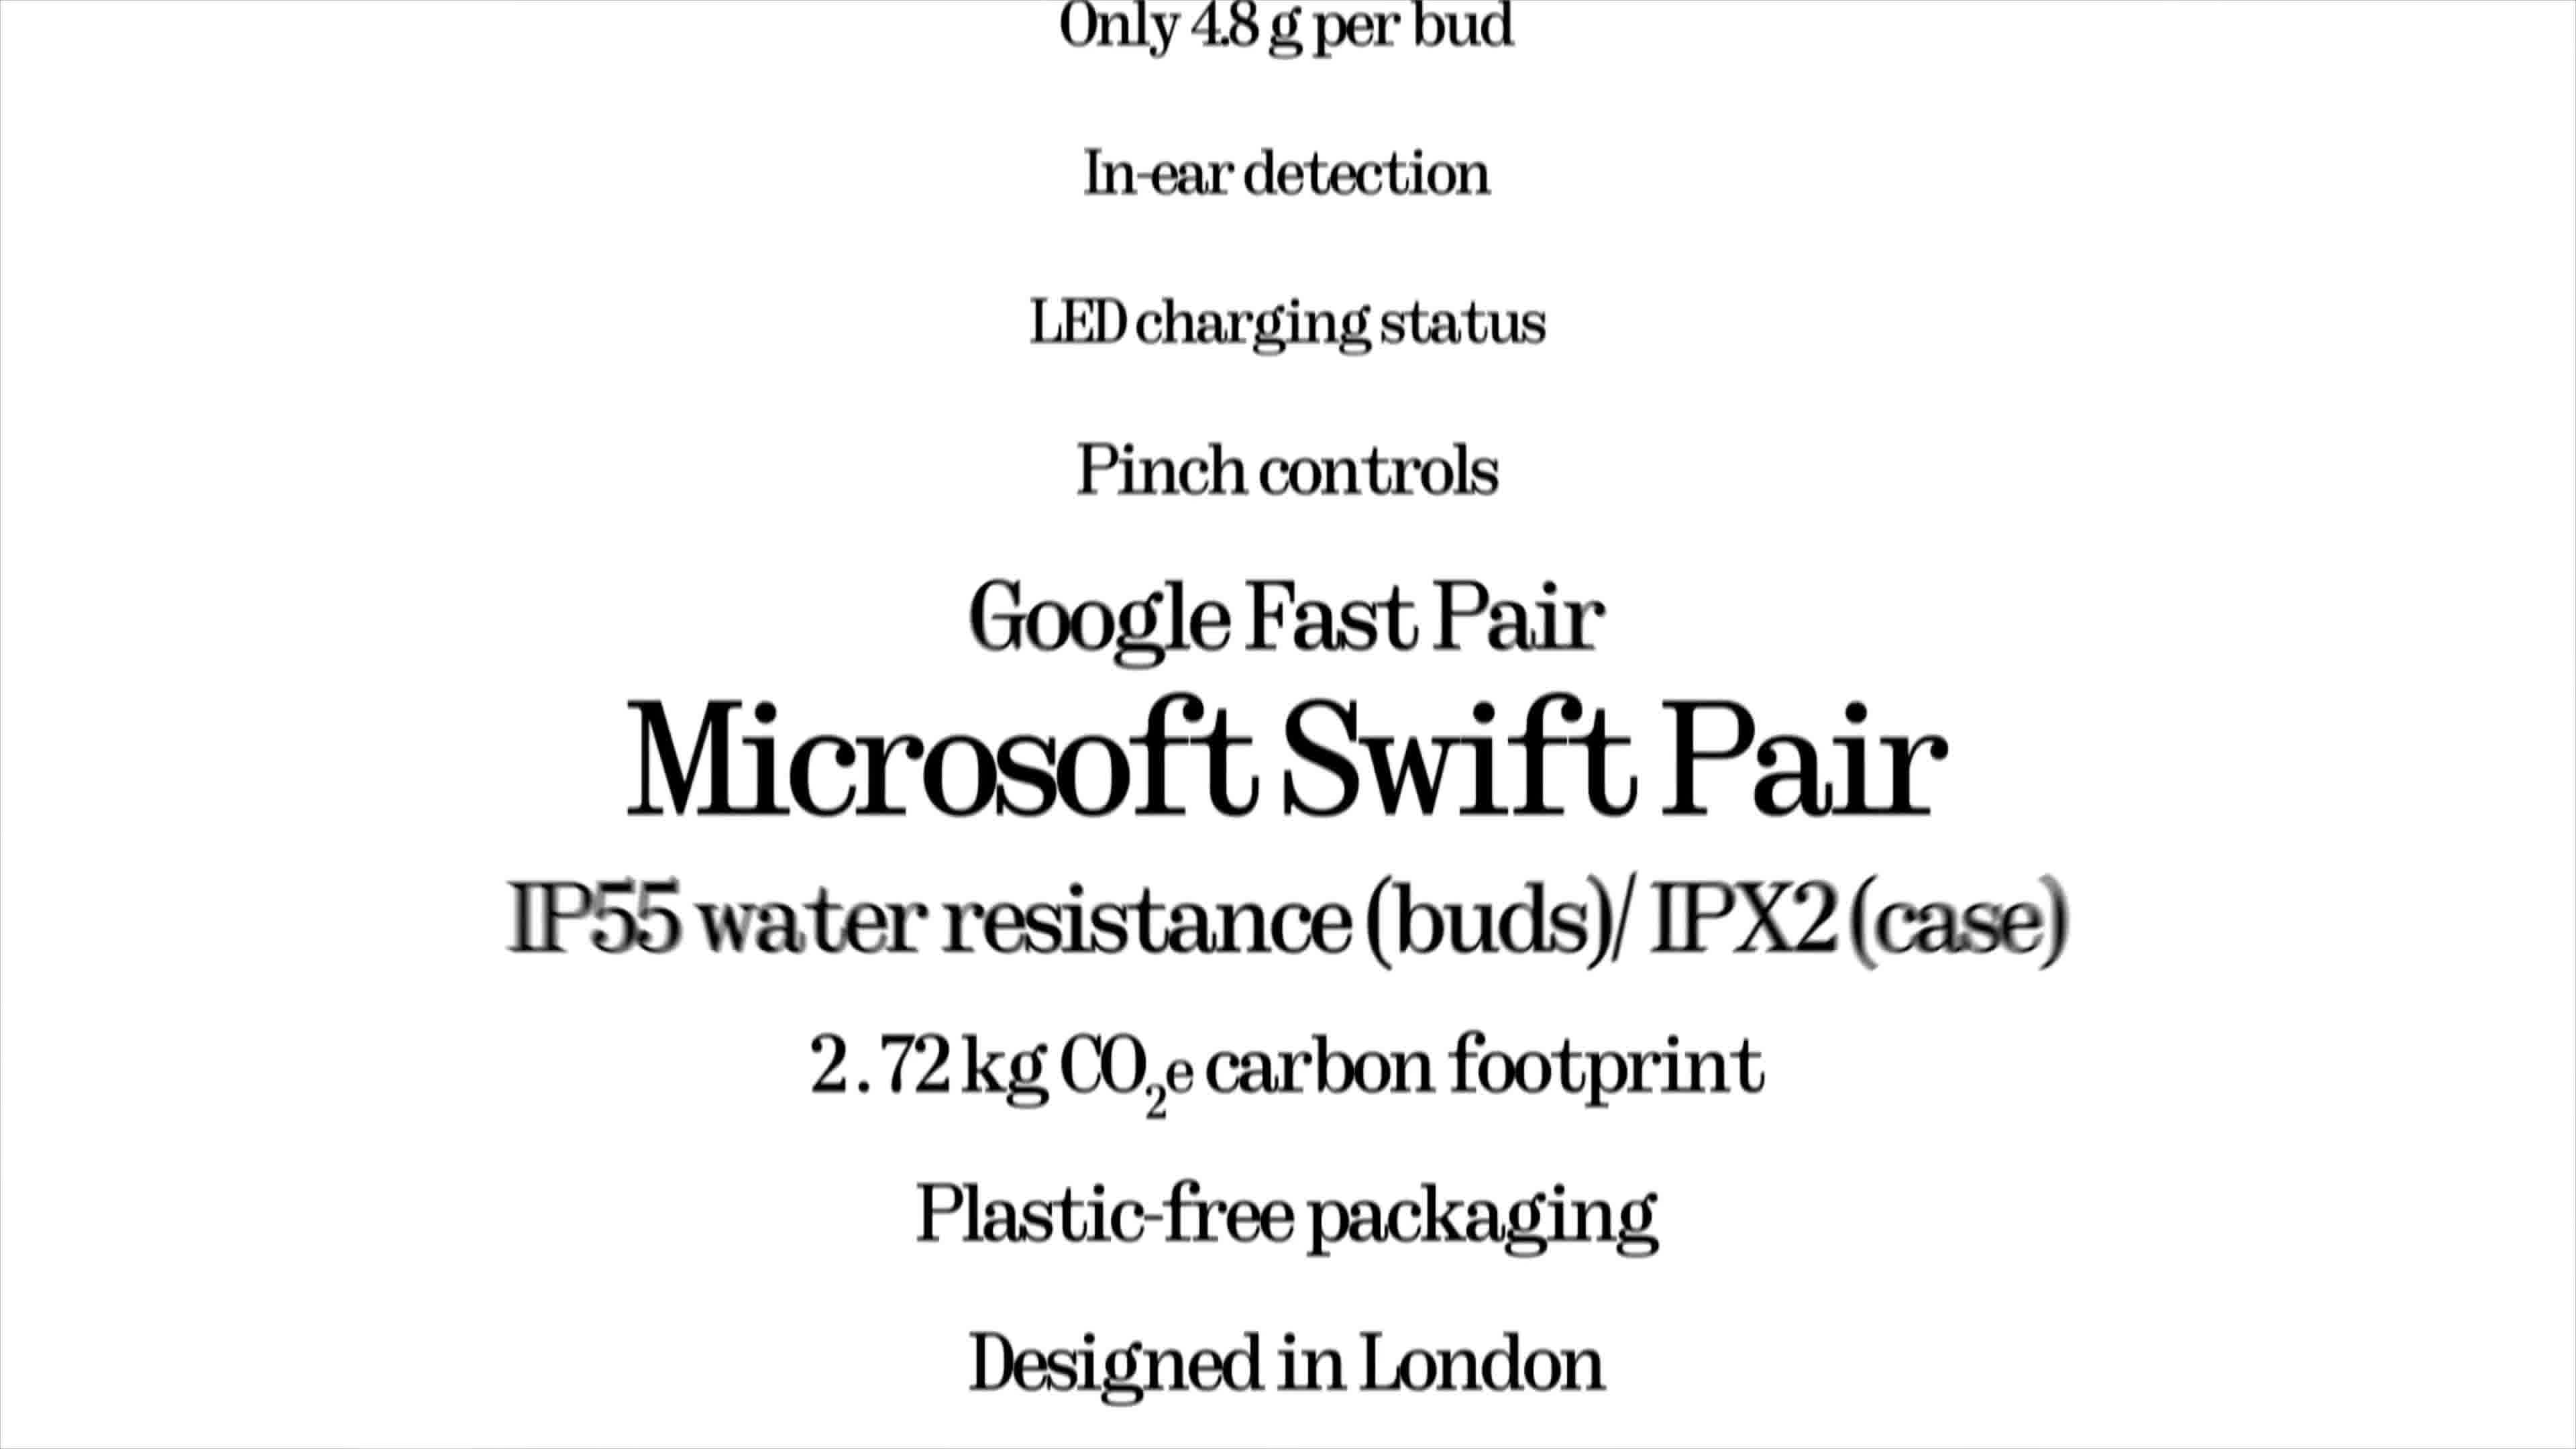 Only 4.8 g per bud
In-ear detection
LED charging status
Pinch controls
Google Fast Pair
Microsoft Swift Pair
IP55 water resistance (buds)/ IPX2 (case)
2.72 kg CO₂e carbon footprint
Plastic-free packaging
Designed in London